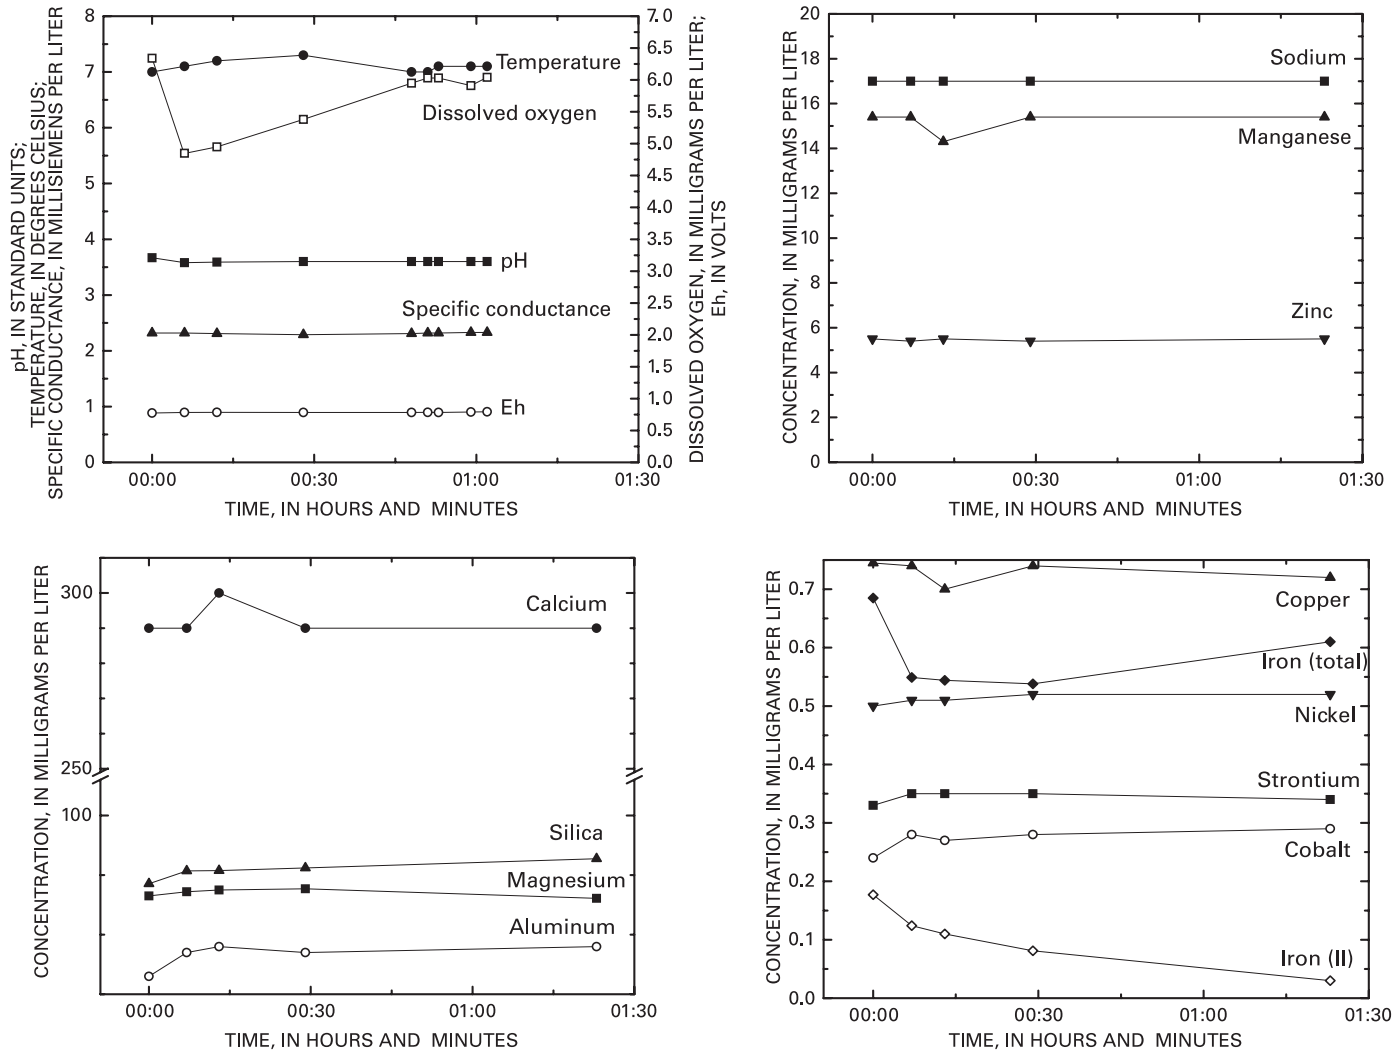 pH, IN STANDARD UNITS;
TEMPERATURE, IN DEGREES CELSIUS;
SPECIFIC CONDUCTANCE, IN MILLISIEMENS PER LITER
8
7
6
5
4
3
2
1
0
Temperature
Dissolved oxygen
pH
Specific conductance
Eh
7.0
6.5
6.0
5.5
5.0
4.5
4.0
3.5
3.0
2.5
2.0
1.5
1.0
0.5
0.0
DISSOLVED OXYGEN, IN MILLIGRAMS PER LITER;
Eh, IN VOLTS
00:00 00:30 01:00 01:30
TIME, IN HOURS AND MINUTES
CONCENTRATION, IN MILLIGRAMS PER LITER
20
18
16
14
12
10
8
6
4
2
0
Sodium
Manganese
Zinc
00:00 00:30 01:00 01:30
TIME, IN HOURS AND MINUTES
CONCENTRATION, IN MILLIGRAMS PER LITER
300
250
100
Calcium
Silica
Magnesium
Aluminum
00:00 00:30 01:00 01:30
TIME, IN HOURS AND MINUTES
CONCENTRATION, IN MILLIGRAMS PER LITER
0.7
0.6
0.5
0.4
0.3
0.2
0.1
0.0
Copper
Iron (total)
Nickel
Strontium
Cobalt
Iron (II)
00:00 00:30 01:00 01:30
TIME, IN HOURS AND MINUTES